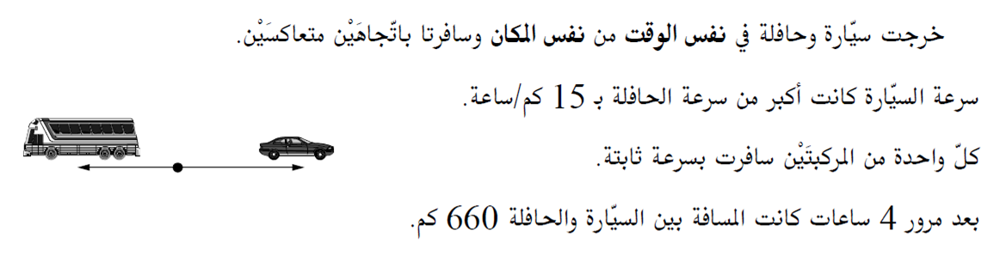 خرجت سيّارة وحافلة في نفس الوقت من نفس المكان وسافرتا باتّجاهَيْن متعاكسَيْن.
سرعة السيّارة كانت أكبر من سرعة الحافلة بـ 15 كم/ساعة.
كلّ واحدة من المركبتَيْن سافرت بسرعة ثابتة.
بعد مرور 4 ساعات كانت المسافة بين السيّارة والحافلة 660 كم.